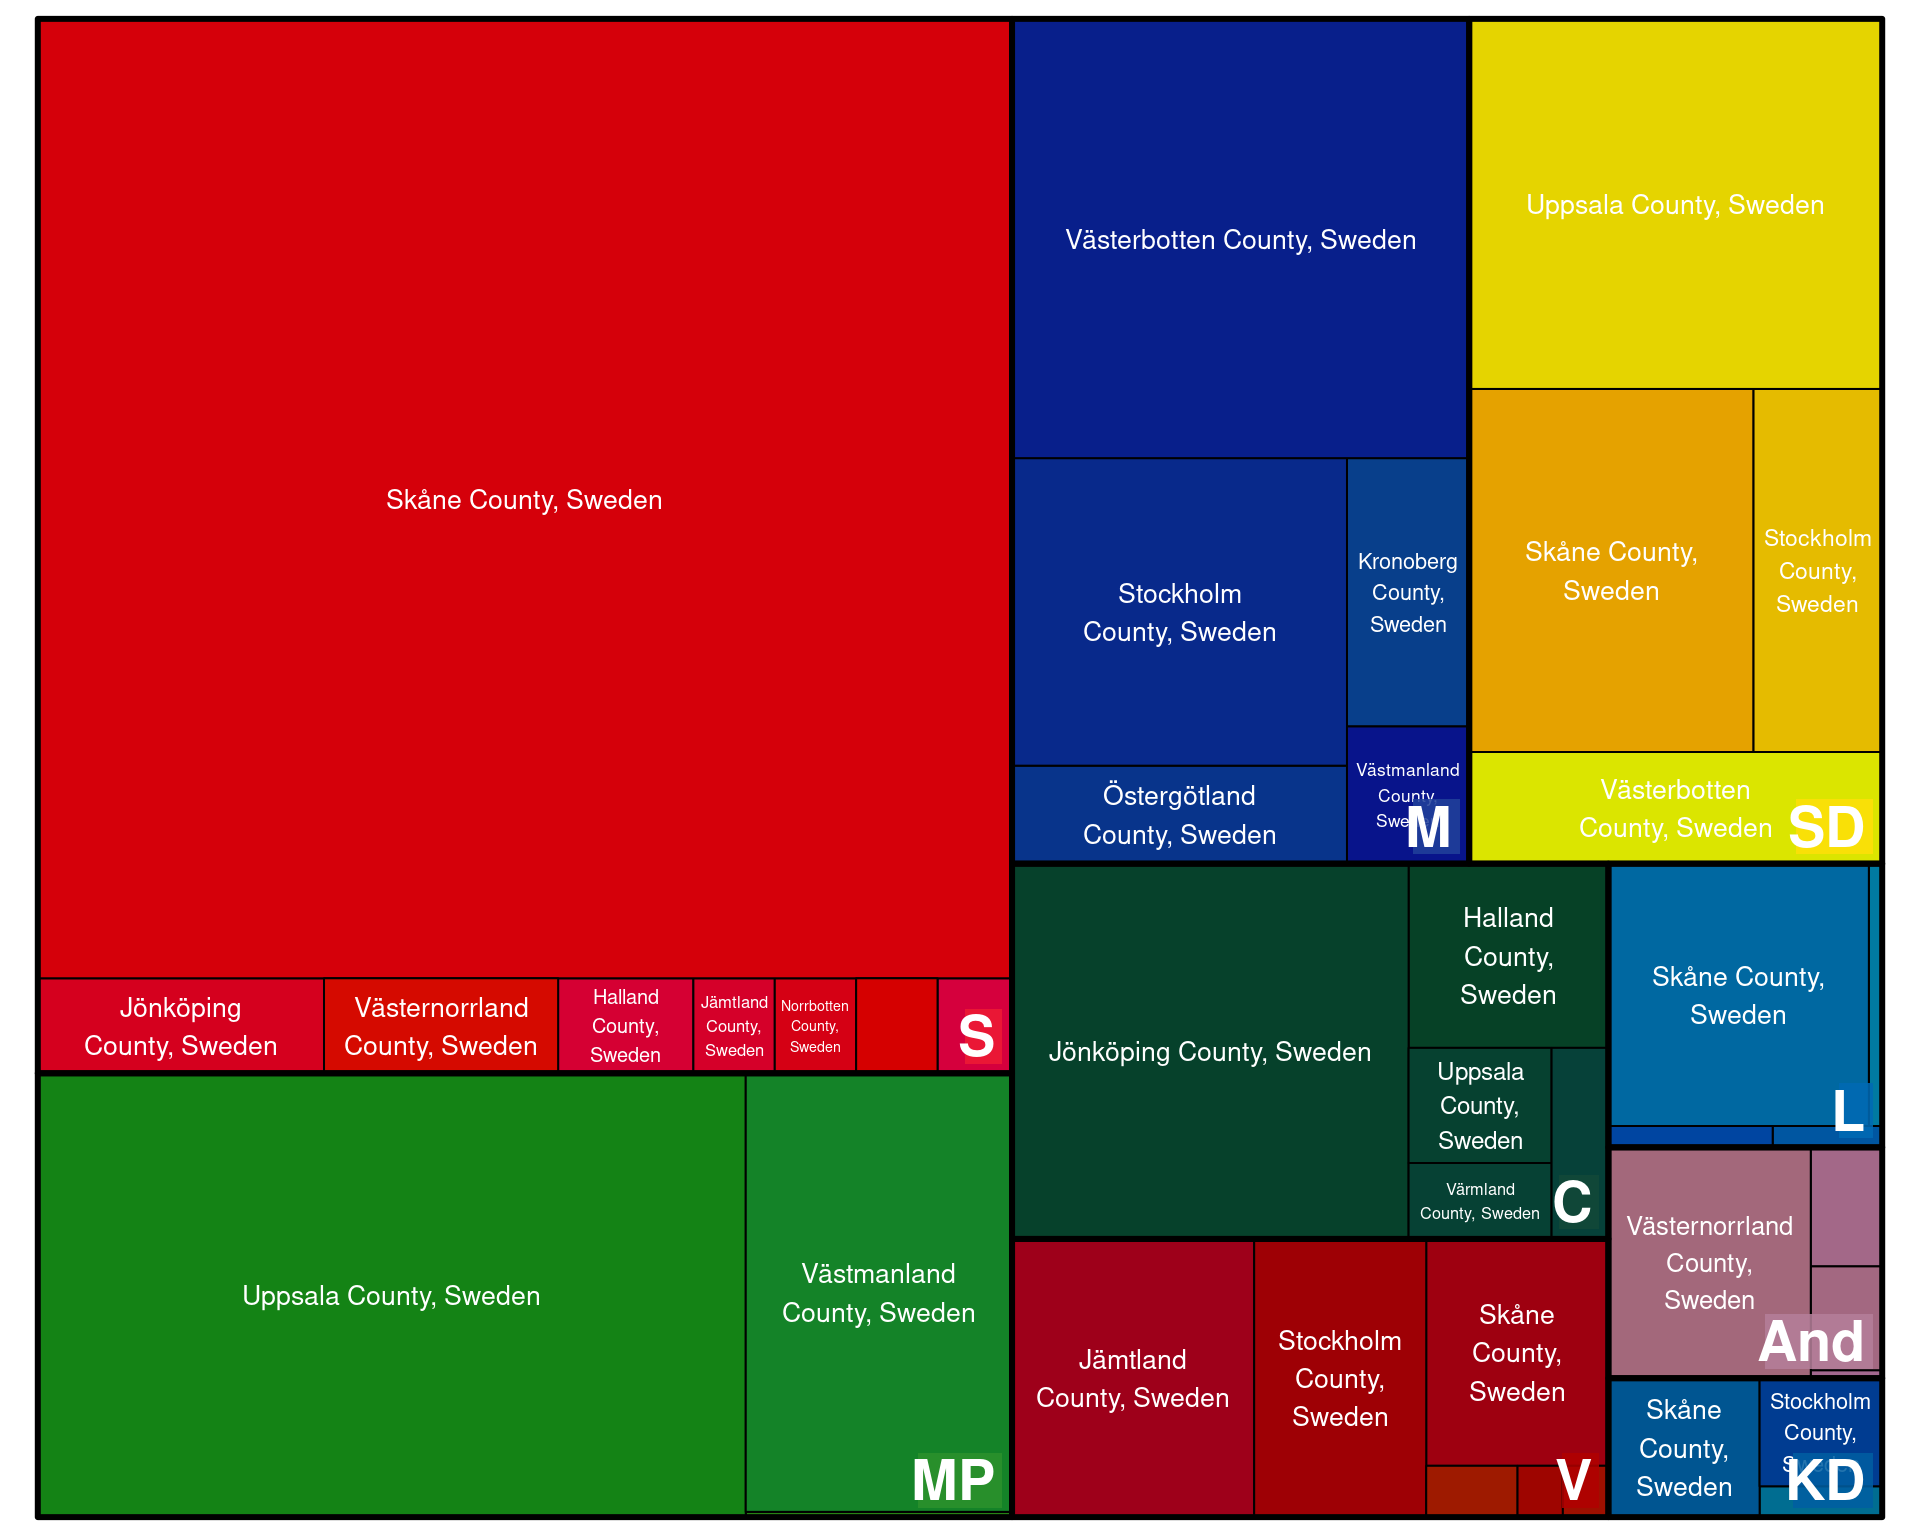 Skåne County, Sweden
Jönköping
County, Sweden
Västernorrland
County, Sweden
Halland
County,
Sweden
Jämtland
County,
Sweden
Norrbotten
County,
Sweden
S
Uppsala County, Sweden
Västmanland
County, Sweden
MP
Västerbotten County, Sweden
Stockholm
County, Sweden
Kronoberg
County,
Sweden
Östergötland
County, Sweden
Västmanland
County,
M
Uppsala County, Sweden
Skåne County,
Sweden
Stockholm
County,
Sweden
Västerbotten
County, Sweden
SD
Jönköping County, Sweden
Halland
County,
Sweden
Uppsala
County,
Sweden
Värmland
County, Sweden
C
Skåne County,
Sweden
L
Jämtland
County, Sweden
Stockholm
County,
Sweden
Skåne
County,
Sweden
V
Västernorrland
County,
Sweden
And
Skåne
County,
Sweden
Stockholm
County,
KD